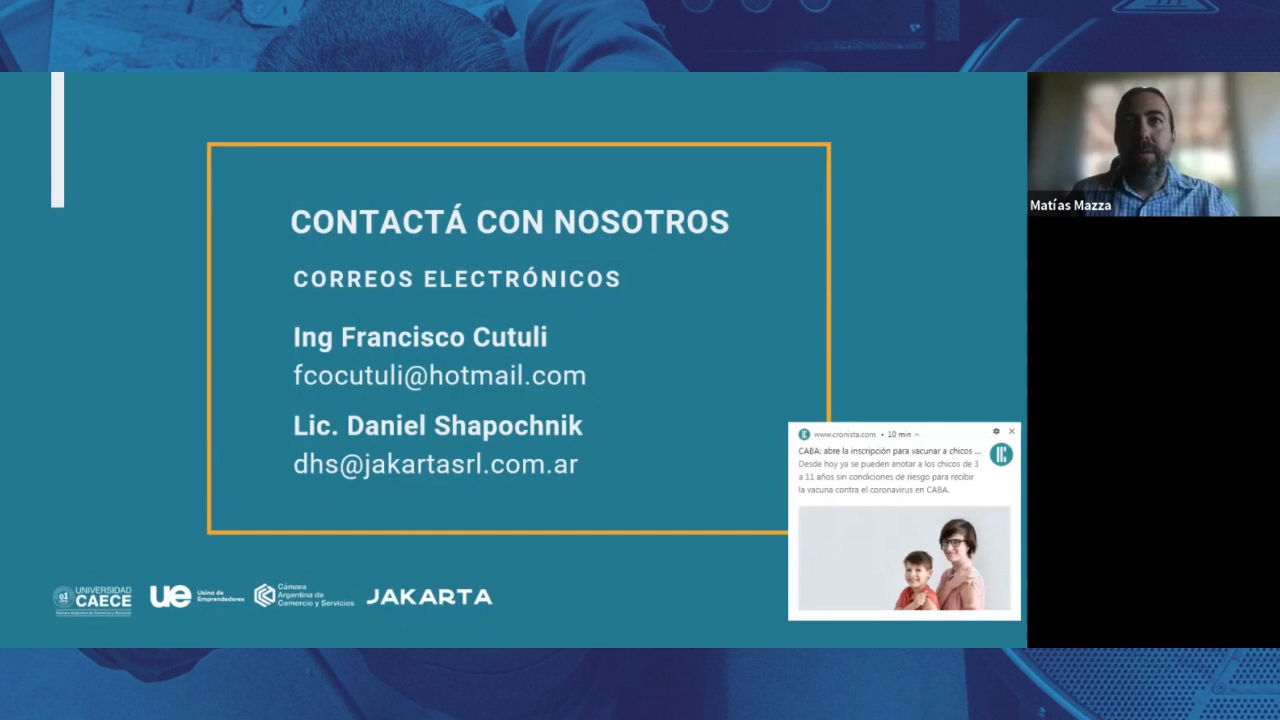 CONTACTÁ CON NOSOTROS
CORREOS ELECTRÓNICOS
Ing Francisco Cutuli
fcocutuli@hotmail.com
Lic. Daniel Shapochnik
dhs@jakartasrl.com.ar
Matías Mazza
www.cronista.com • 10 min
CABA: abre la inscripción para vacunar a chicos ...
Desde hoy ya se pueden anotar a los chicos de 3
a 11 años sin condiciones de riesgo para recibir
la vacuna contra el coronavirus en CABA.
UNIVERSIDAD
CAECE
ue
Usina de
Emprendedores
Cámara
Argentina de
Comercio y Servicios
JAKARTA